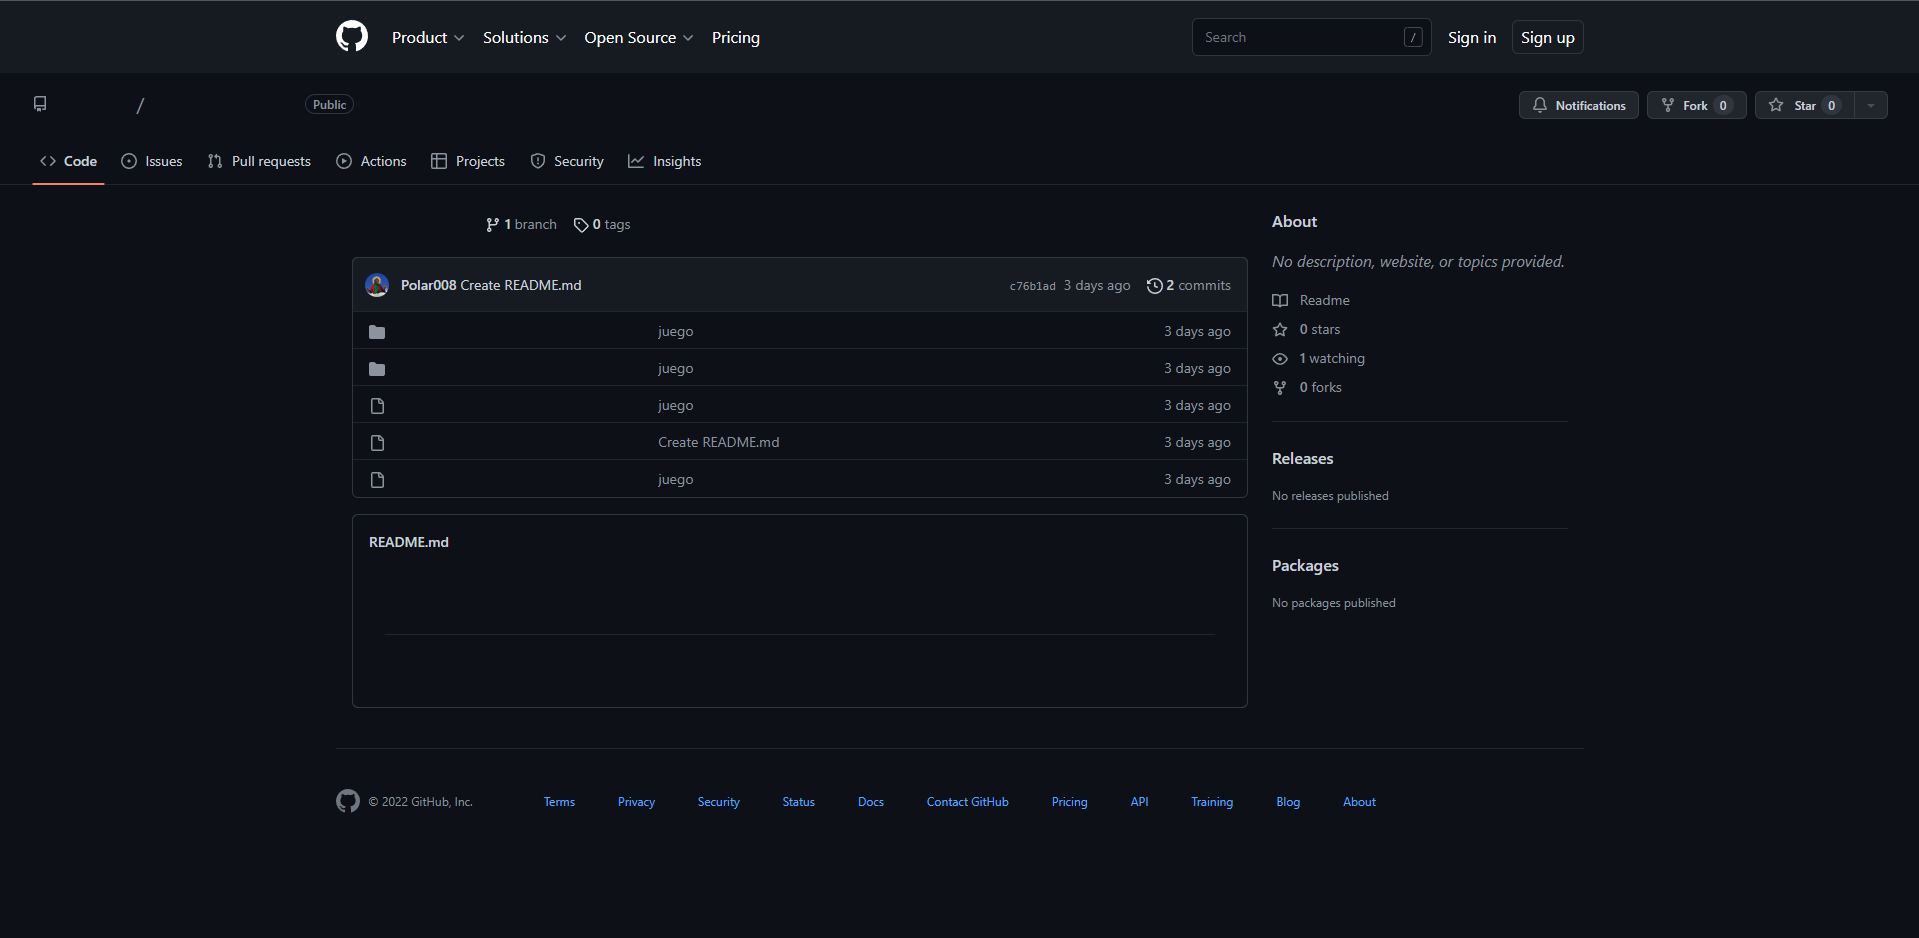 Product Solutions Open Source Pricing Search / Sign in Sign up
/ Public Notifications Fork 0 Star 0
Code Issues Pull requests Actions Projects Security Insights
1 branch 0 tags
Polar008 Create README.md c76b1ad 3 days ago 2 commits
juego 3 days ago
juego 3 days ago
juego 3 days ago
Create README.md 3 days ago
juego 3 days ago
README.md
About
No description, website, or topics provided.
Readme
0 stars
1 watching
0 forks
Releases
No releases published
Packages
No packages published
© 2022 GitHub, Inc. Terms Privacy Security Status Docs Contact GitHub Pricing API Training Blog About